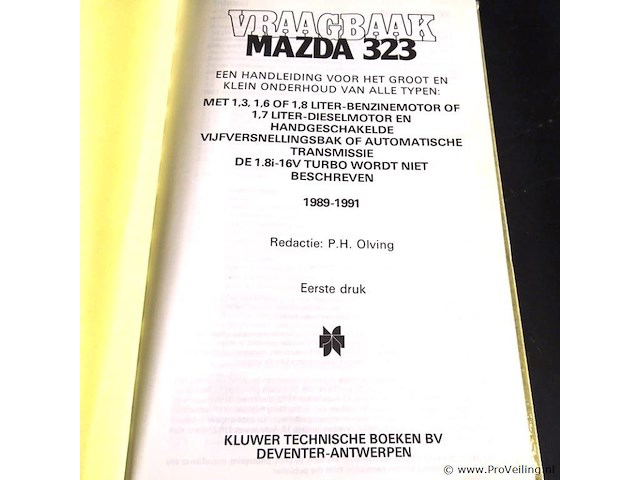 VRAAGBAAK
MAZDA 323
EEN HANDLEIDING VOOR HET GROOT EN
KLEIN ONDERHOUD VAN ALLE TYPEN:
MET 1,3, 1,6 OF 1,8 LITER-BENZINEMOTOR OF
1,7 LITER-DIESELMOTOR EN
HANDGESCHAKELDE
VIJFVERSNELLINGSBAK OF AUTOMATISCHE
TRANSMISSIE
DE 1.8i-16V TURBO WORDT NIET
BESCHREVEN
1989-1991
Redactie: P.H. Olving
Eerste druk
KLUWER TECHNISCHE BOEKEN BV
DEVENTER-ANTWERPEN
© www.ProVeiling.nl